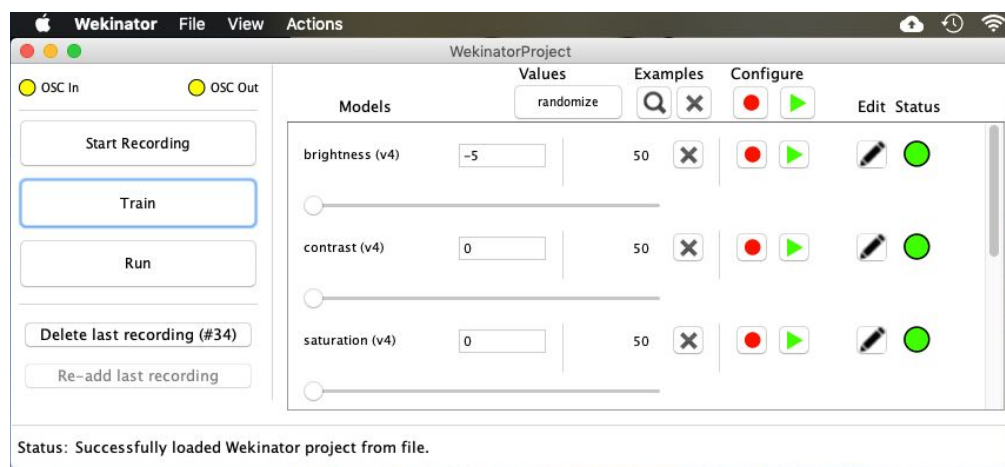 Wekinator File View Actions
WekinatorProject
OSC In OSC Out
Values Examples Configure
Models randomize Edit Status
Start Recording
Train
Run
Delete last recording (#34)
Re-add last recording
brightness (v4) -5 50
contrast (v4) 0 50
saturation (v4) 0 50
Status: Successfully loaded Wekinator project from file.